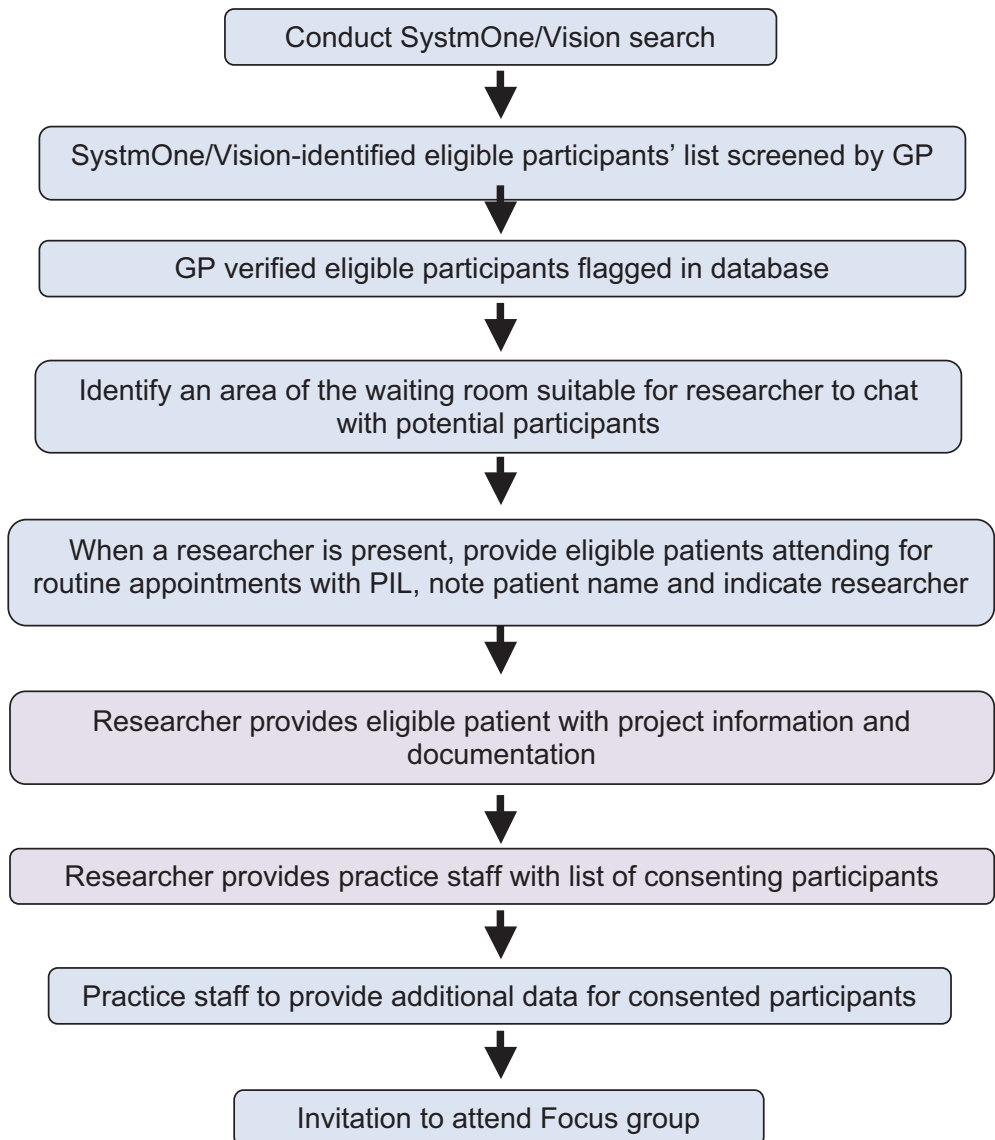 Conduct SystmOne/Vision search
SystmOne/Vision-identified eligible participants’ list screened by GP
GP verified eligible participants flagged in database
Identify an area of the waiting room suitable for researcher to chat
with potential participants
When a researcher is present, provide eligible patients attending for
routine appointments with PIL, note patient name and indicate researcher
Researcher provides eligible patient with project information and
documentation
Researcher provides practice staff with list of consenting participants
Practice staff to provide additional data for consented participants
Invitation to attend Focus group